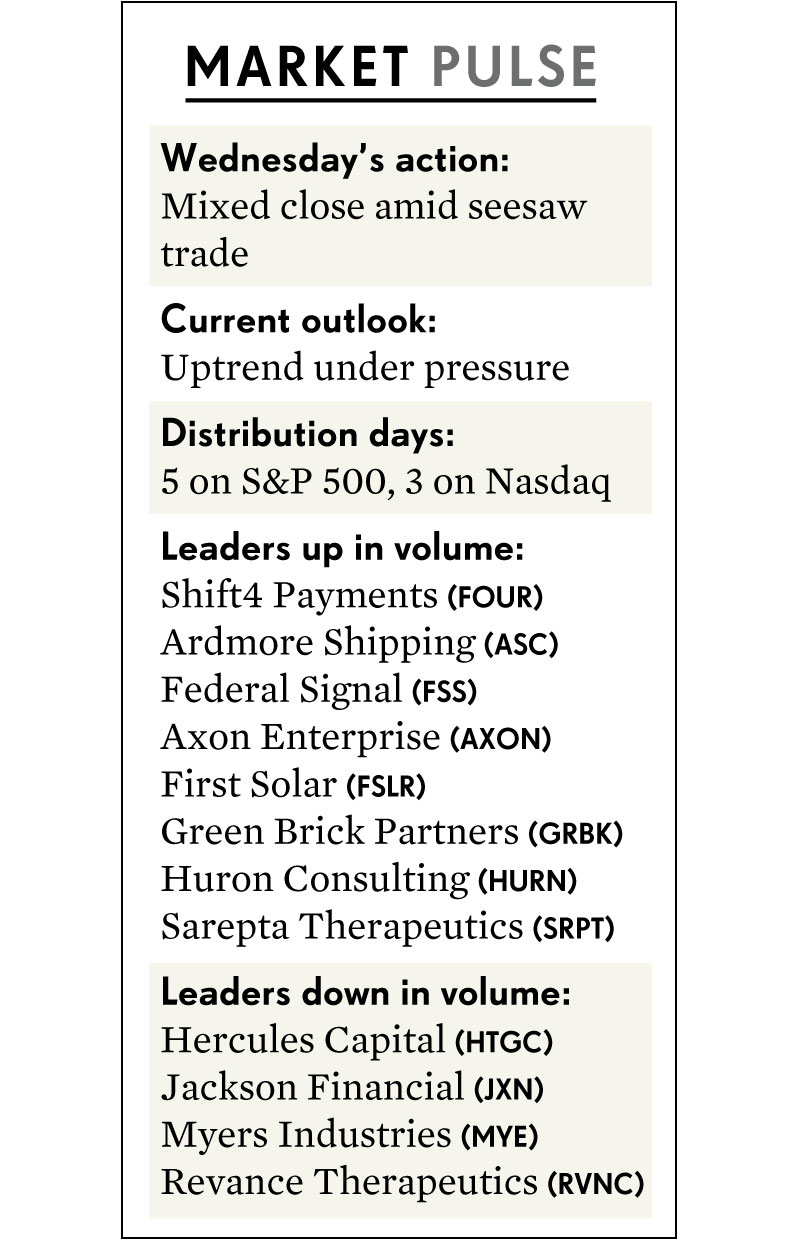 MARKET PULSE
Wednesday’s action:
Mixed close amid seesaw
trade
Current outlook:
Uptrend under pressure
Distribution days:
5 on S&P 500, 3 on Nasdaq
Leaders up in volume:
Shift4 Payments (FOUR)
Ardmore Shipping (ASC)
Federal Signal (FSS)
Axon Enterprise (AXON)
First Solar (FSLR)
Green Brick Partners (GRBK)
Huron Consulting (HURN)
Sarepta Therapeutics (SRPT)
Leaders down in volume:
Hercules Capital (HTGC)
Jackson Financial (JXN)
Myers Industries (MYE)
Revance Therapeutics (RVNC)